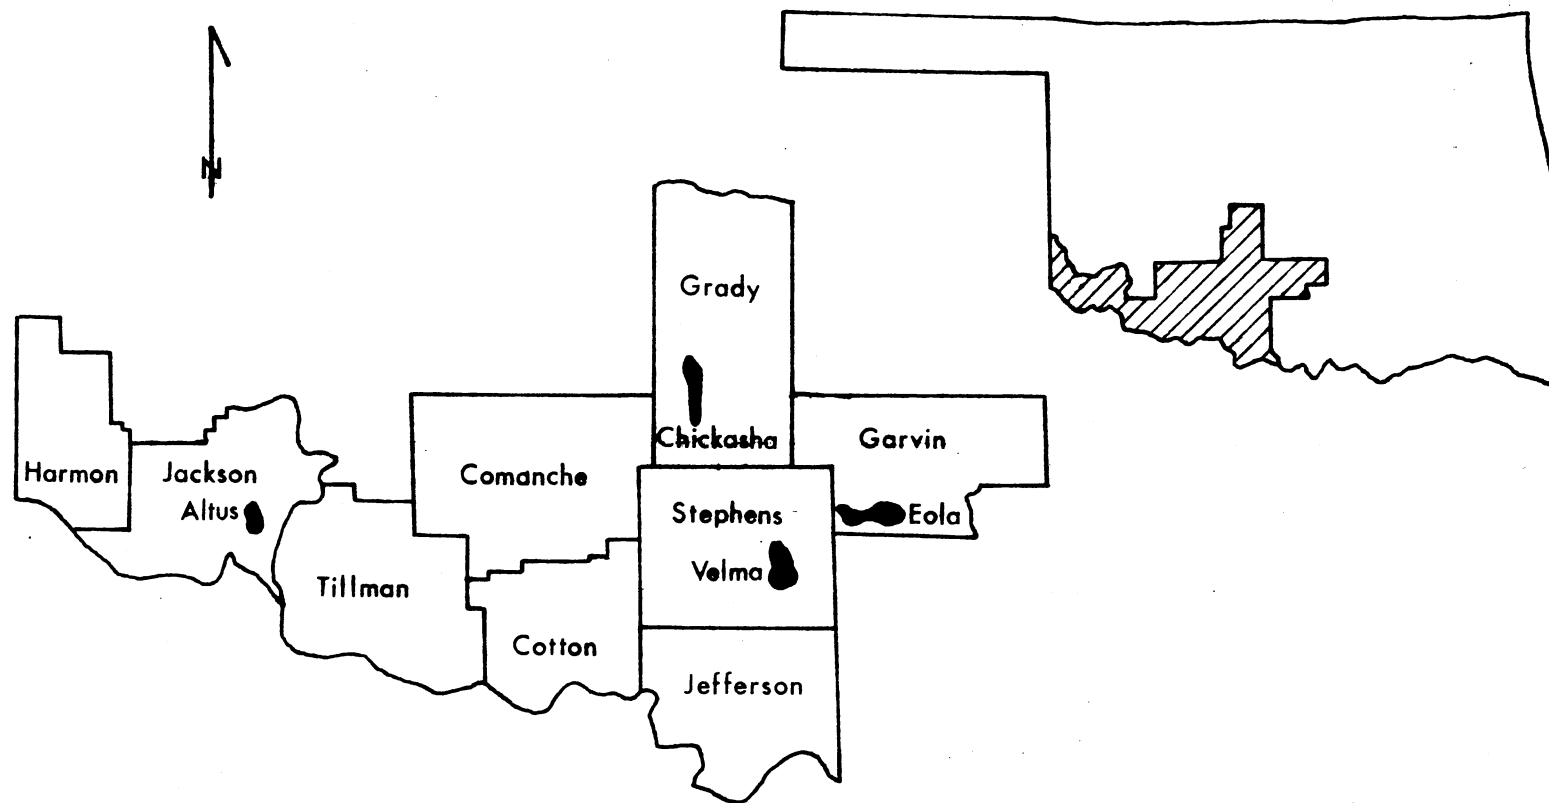 N
Grady
Chickasha
Garvin
Harmon
Jackson
Comanche
Altus
Stephens
Eola
Velma
Tillman
Cotton
Jefferson